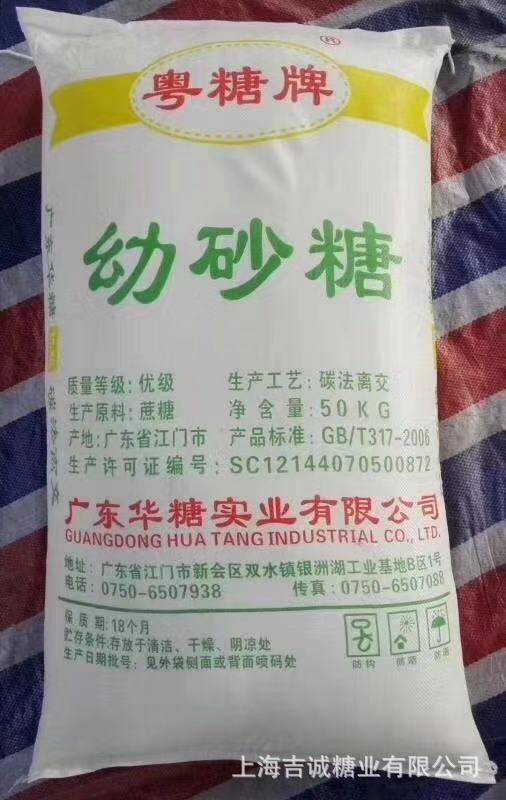 粤糖牌
®
幼砂糖
质量等级: 优级 生产工艺: 碳法离交
生产原料: 蔗糖 净含量: 50KG
产地: 广东省江门市 产品标准: GB/T317-2006
生产许可证编号: SC12144070500872
广东华糖实业有限公司
GUANGDONG HUA TANG INDUSTRIAL CO., LTD.
地址: 广东省江门市新会区双水镇银洲湖工业基地B区1号
电话: 0750-6507938 传真: 0750-6507088
保质期: 18个月
贮存条件: 存放于清洁、干燥、阴凉处
生产日期批号: 见外袋侧面或背面喷码处
防钩 防晒 防雨
上海吉诚糖业有限公司